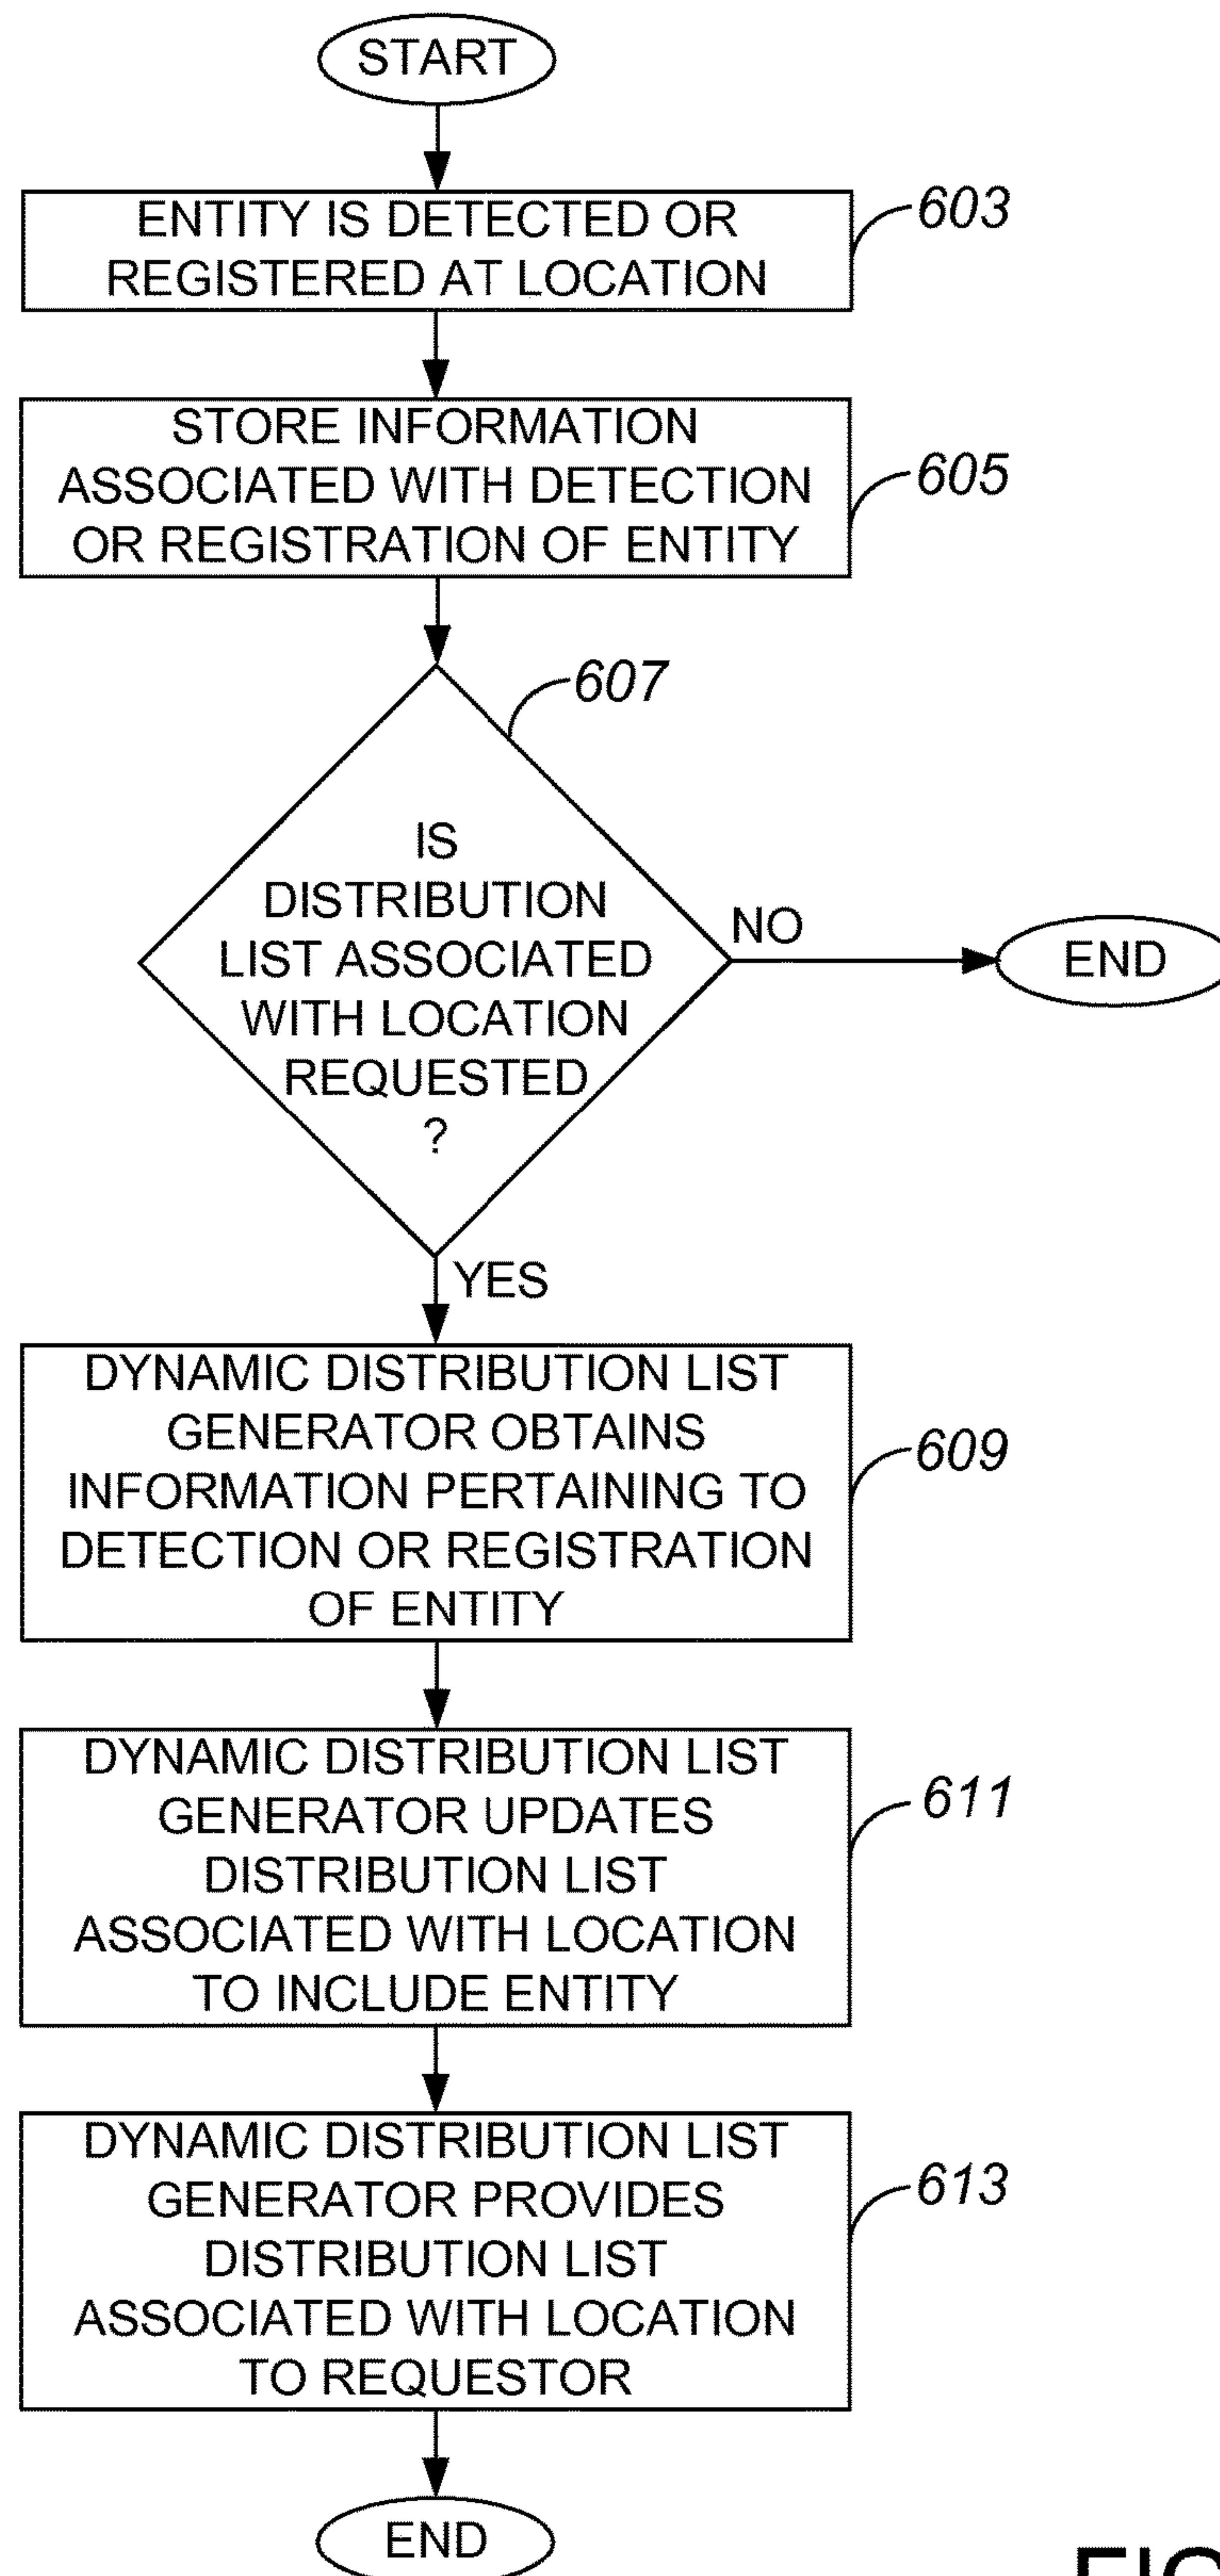 START
ENTITY IS DETECTED OR
REGISTERED AT LOCATION
603
STORE INFORMATION
ASSOCIATED WITH DETECTION
OR REGISTRATION OF ENTITY
605
607
IS
DISTRIBUTION
LIST ASSOCIATED
WITH LOCATION
REQUESTED
?
NO
END
YES
DYNAMIC DISTRIBUTION LIST
GENERATOR OBTAINS
INFORMATION PERTAINING TO
DETECTION OR REGISTRATION
OF ENTITY
609
DYNAMIC DISTRIBUTION LIST
GENERATOR UPDATES
DISTRIBUTION LIST
ASSOCIATED WITH LOCATION
TO INCLUDE ENTITY
611
DYNAMIC DISTRIBUTION LIST
GENERATOR PROVIDES
DISTRIBUTION LIST
ASSOCIATED WITH LOCATION
TO REQUESTOR
613
END